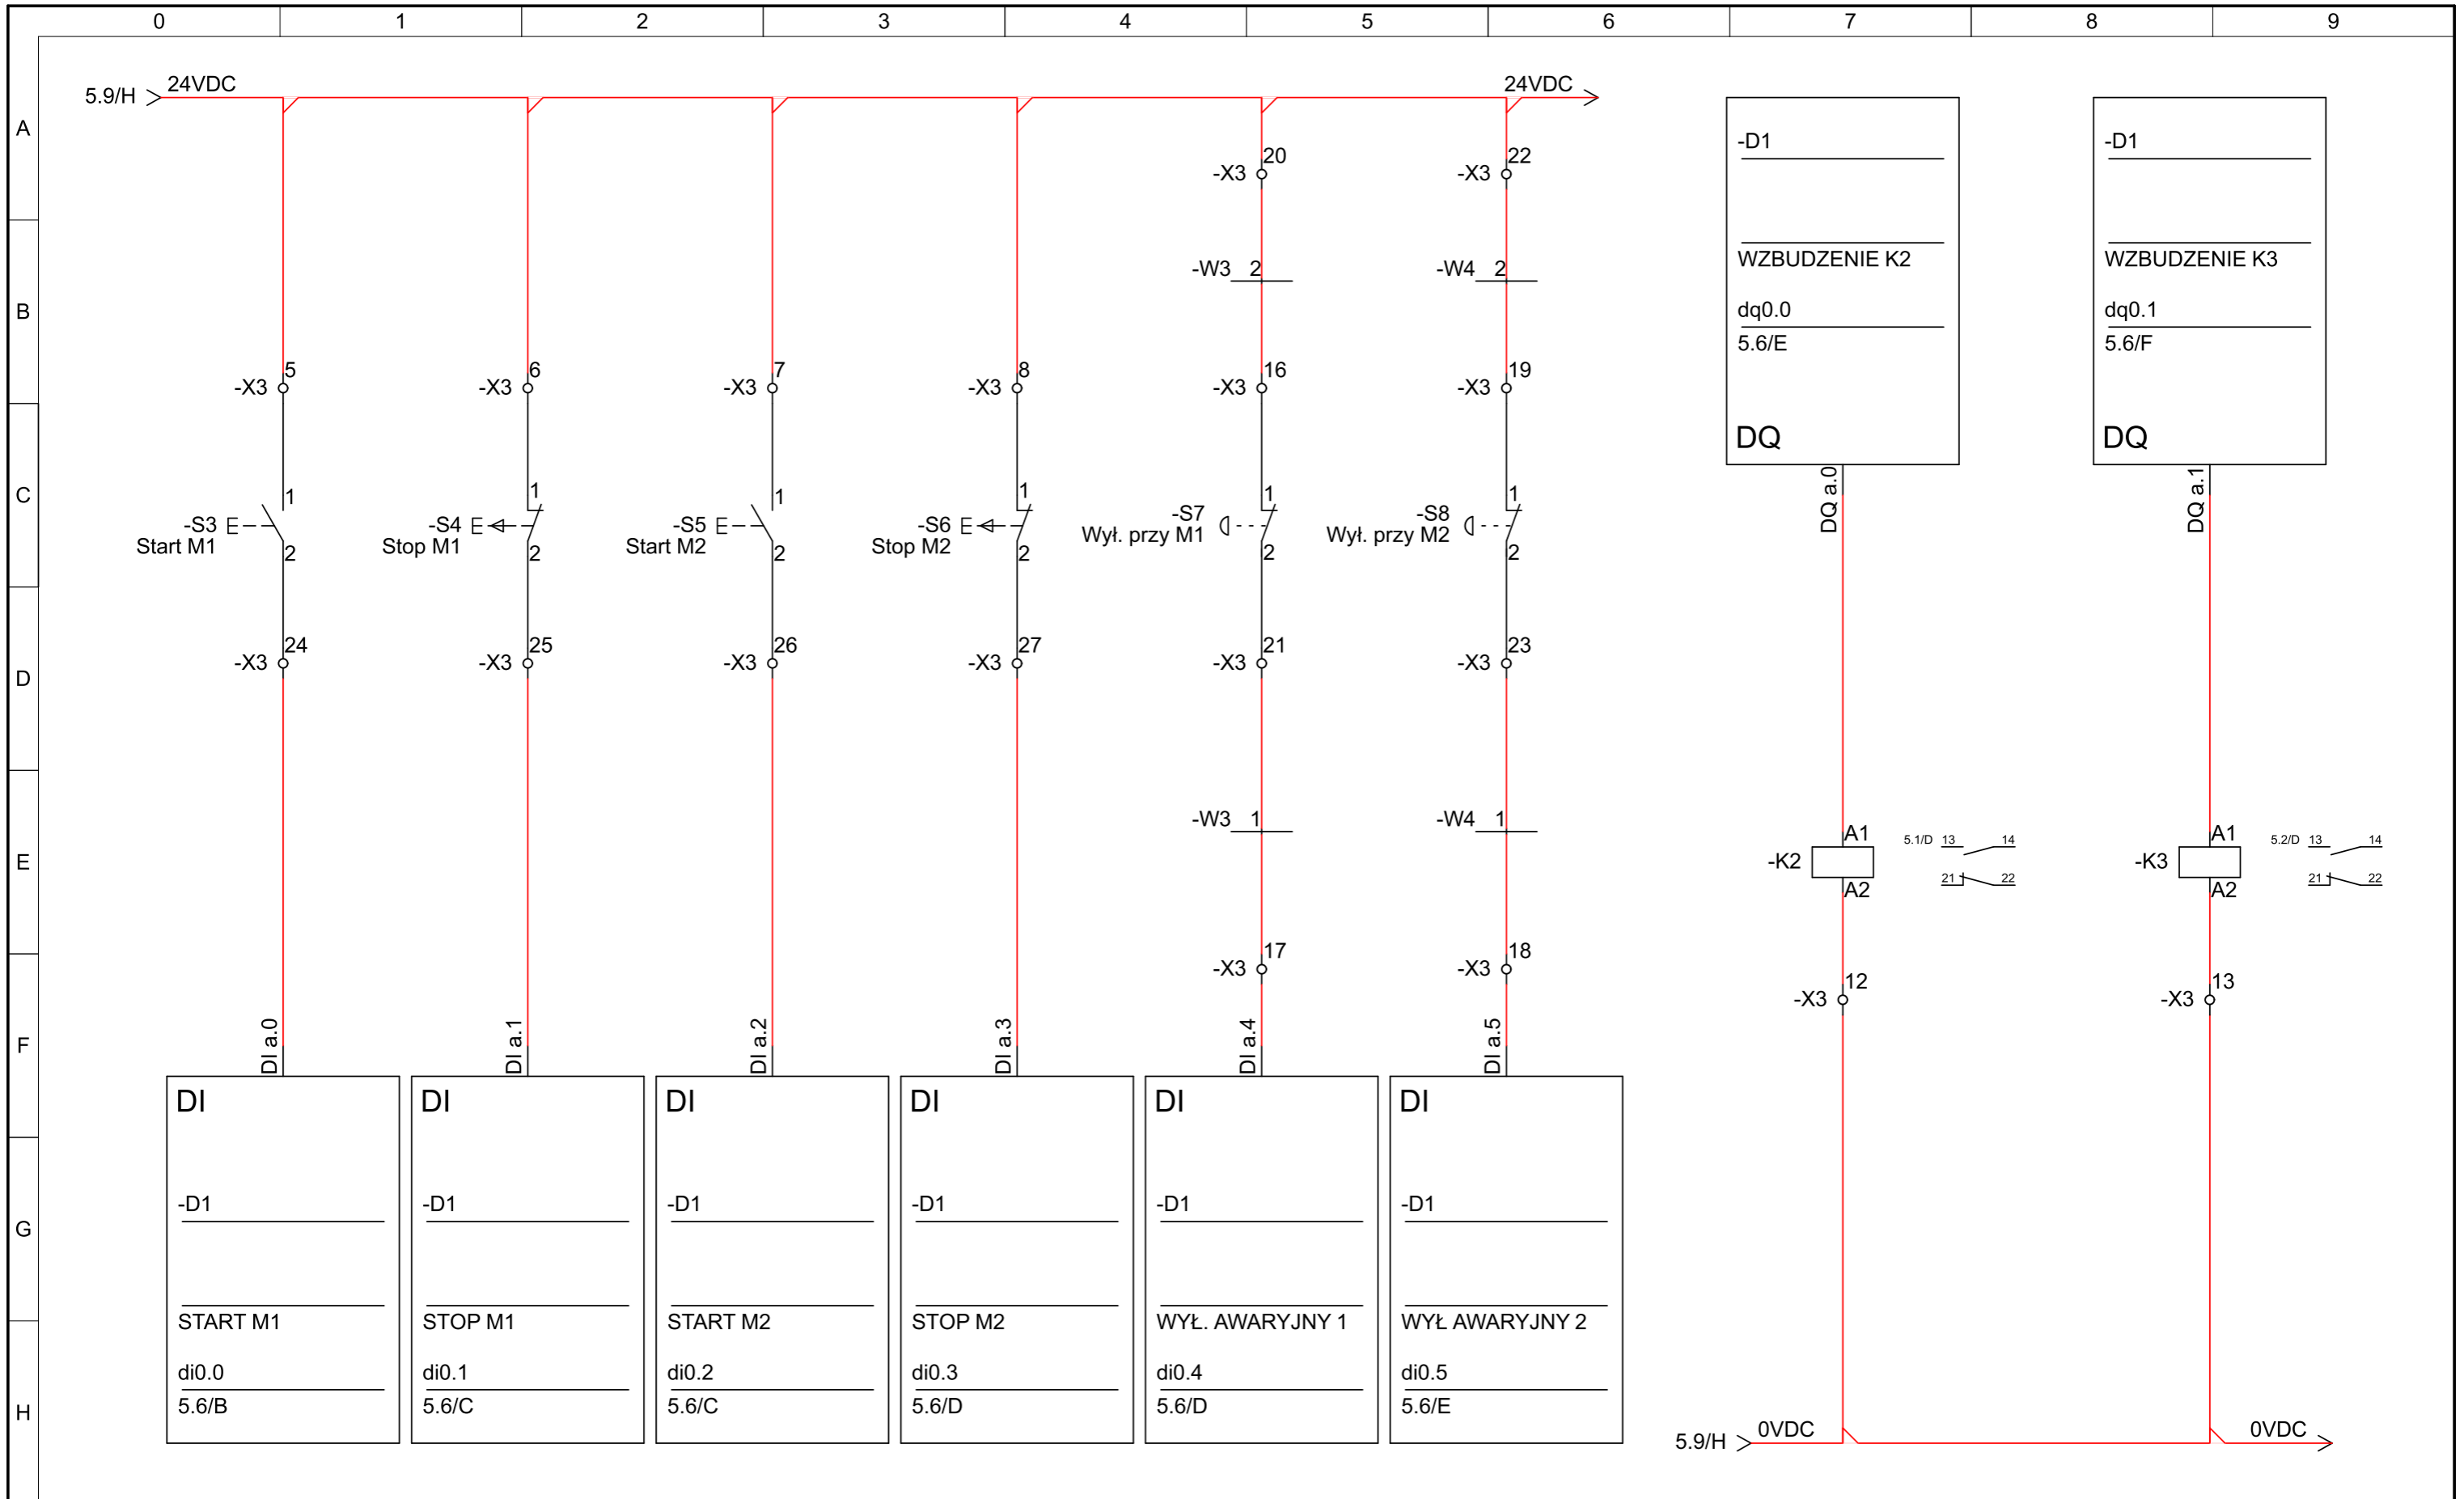 0 1 2 3 4 5 6 7 8 9
5.9/H 24VDC 24VDC
A
-X3 20
-X3 22
-D1
-D1
-W3 2
-W4 2
WZBUDZENIE K2
WZBUDZENIE K3
B
dq0.0
dq0.1
5.6/E
5.6/F
-X3 5
-X3 6
-X3 7
-X3 8
-X3 16
-X3 19
DQ
DQ
DQ a.0
DQ a.1
C
1
-S3
Start M1
2
1
-S4
Stop M1
2
1
-S5
Start M2
2
1
-S6
Stop M2
2
1
-S7
Wył. przy M1
2
1
-S8
Wył. przy M2
2
-X3 24
-X3 25
-X3 26
-X3 27
-X3 21
-X3 23
D
-W3 1
-W4 1
E
A1
-K2
A2
5.1/D 13 14
21 22
A1
-K3
A2
5.2/D 13 14
21 22
-X3 17
-X3 18
-X3 12
-X3 13
F
DI a.0
DI a.1
DI a.2
DI a.3
DI a.4
DI a.5
DI
-D1
START M1
di0.0
5.6/B
DI
-D1
STOP M1
di0.1
5.6/C
DI
-D1
START M2
di0.2
5.6/C
DI
-D1
STOP M2
di0.3
5.6/D
DI
-D1
WYŁ. AWARYJNY 1
di0.4
5.6/D
DI
-D1
WYŁ AWARYJNY 2
di0.5
5.6/E
G
H
5.9/H 0VDC 0VDC